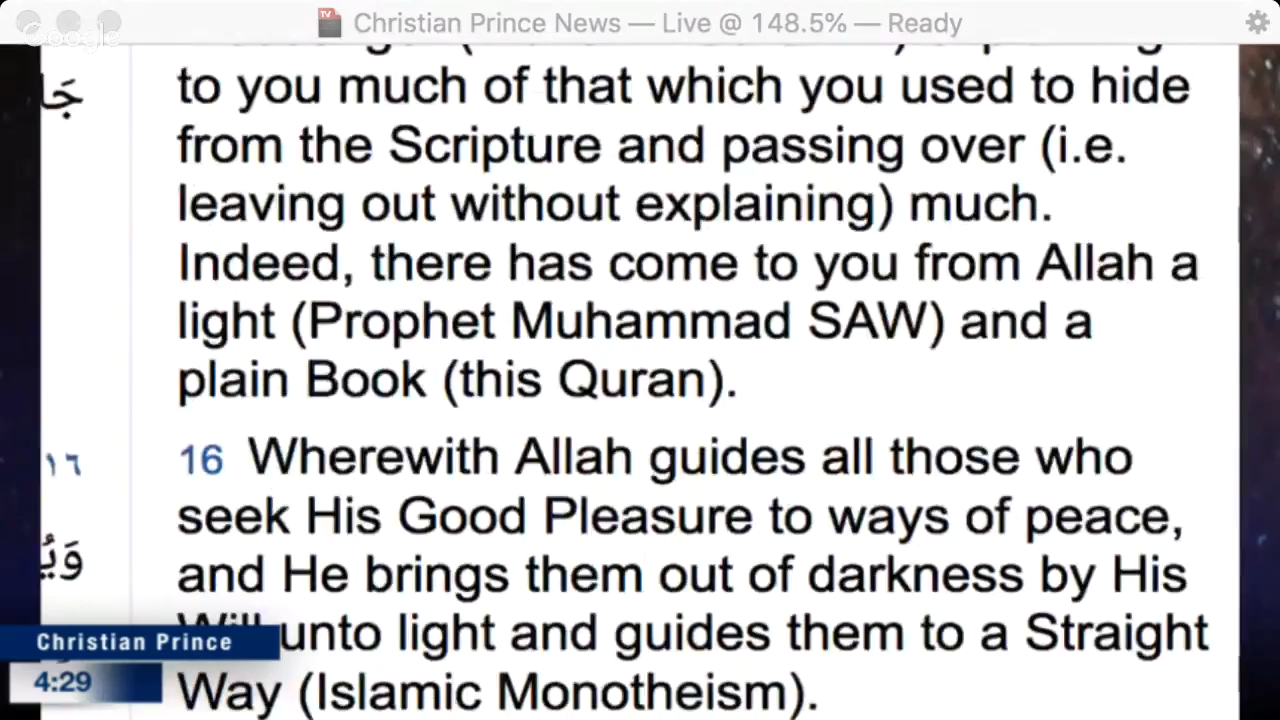 Christian Prince News — Live @ 148.5% — Ready
Google
to you much of that which you used to hide
from the Scripture and passing over (i.e.
leaving out without explaining) much.
Indeed, there has come to you from Allah a
light (Prophet Muhammad SAW) and a
plain Book (this Quran).
١٦
16 Wherewith Allah guides all those who
seek His Good Pleasure to ways of peace,
and He brings them out of darkness by His
Will unto light and guides them to a Straight
Way (Islamic Monotheism).
Christian Prince
4:29